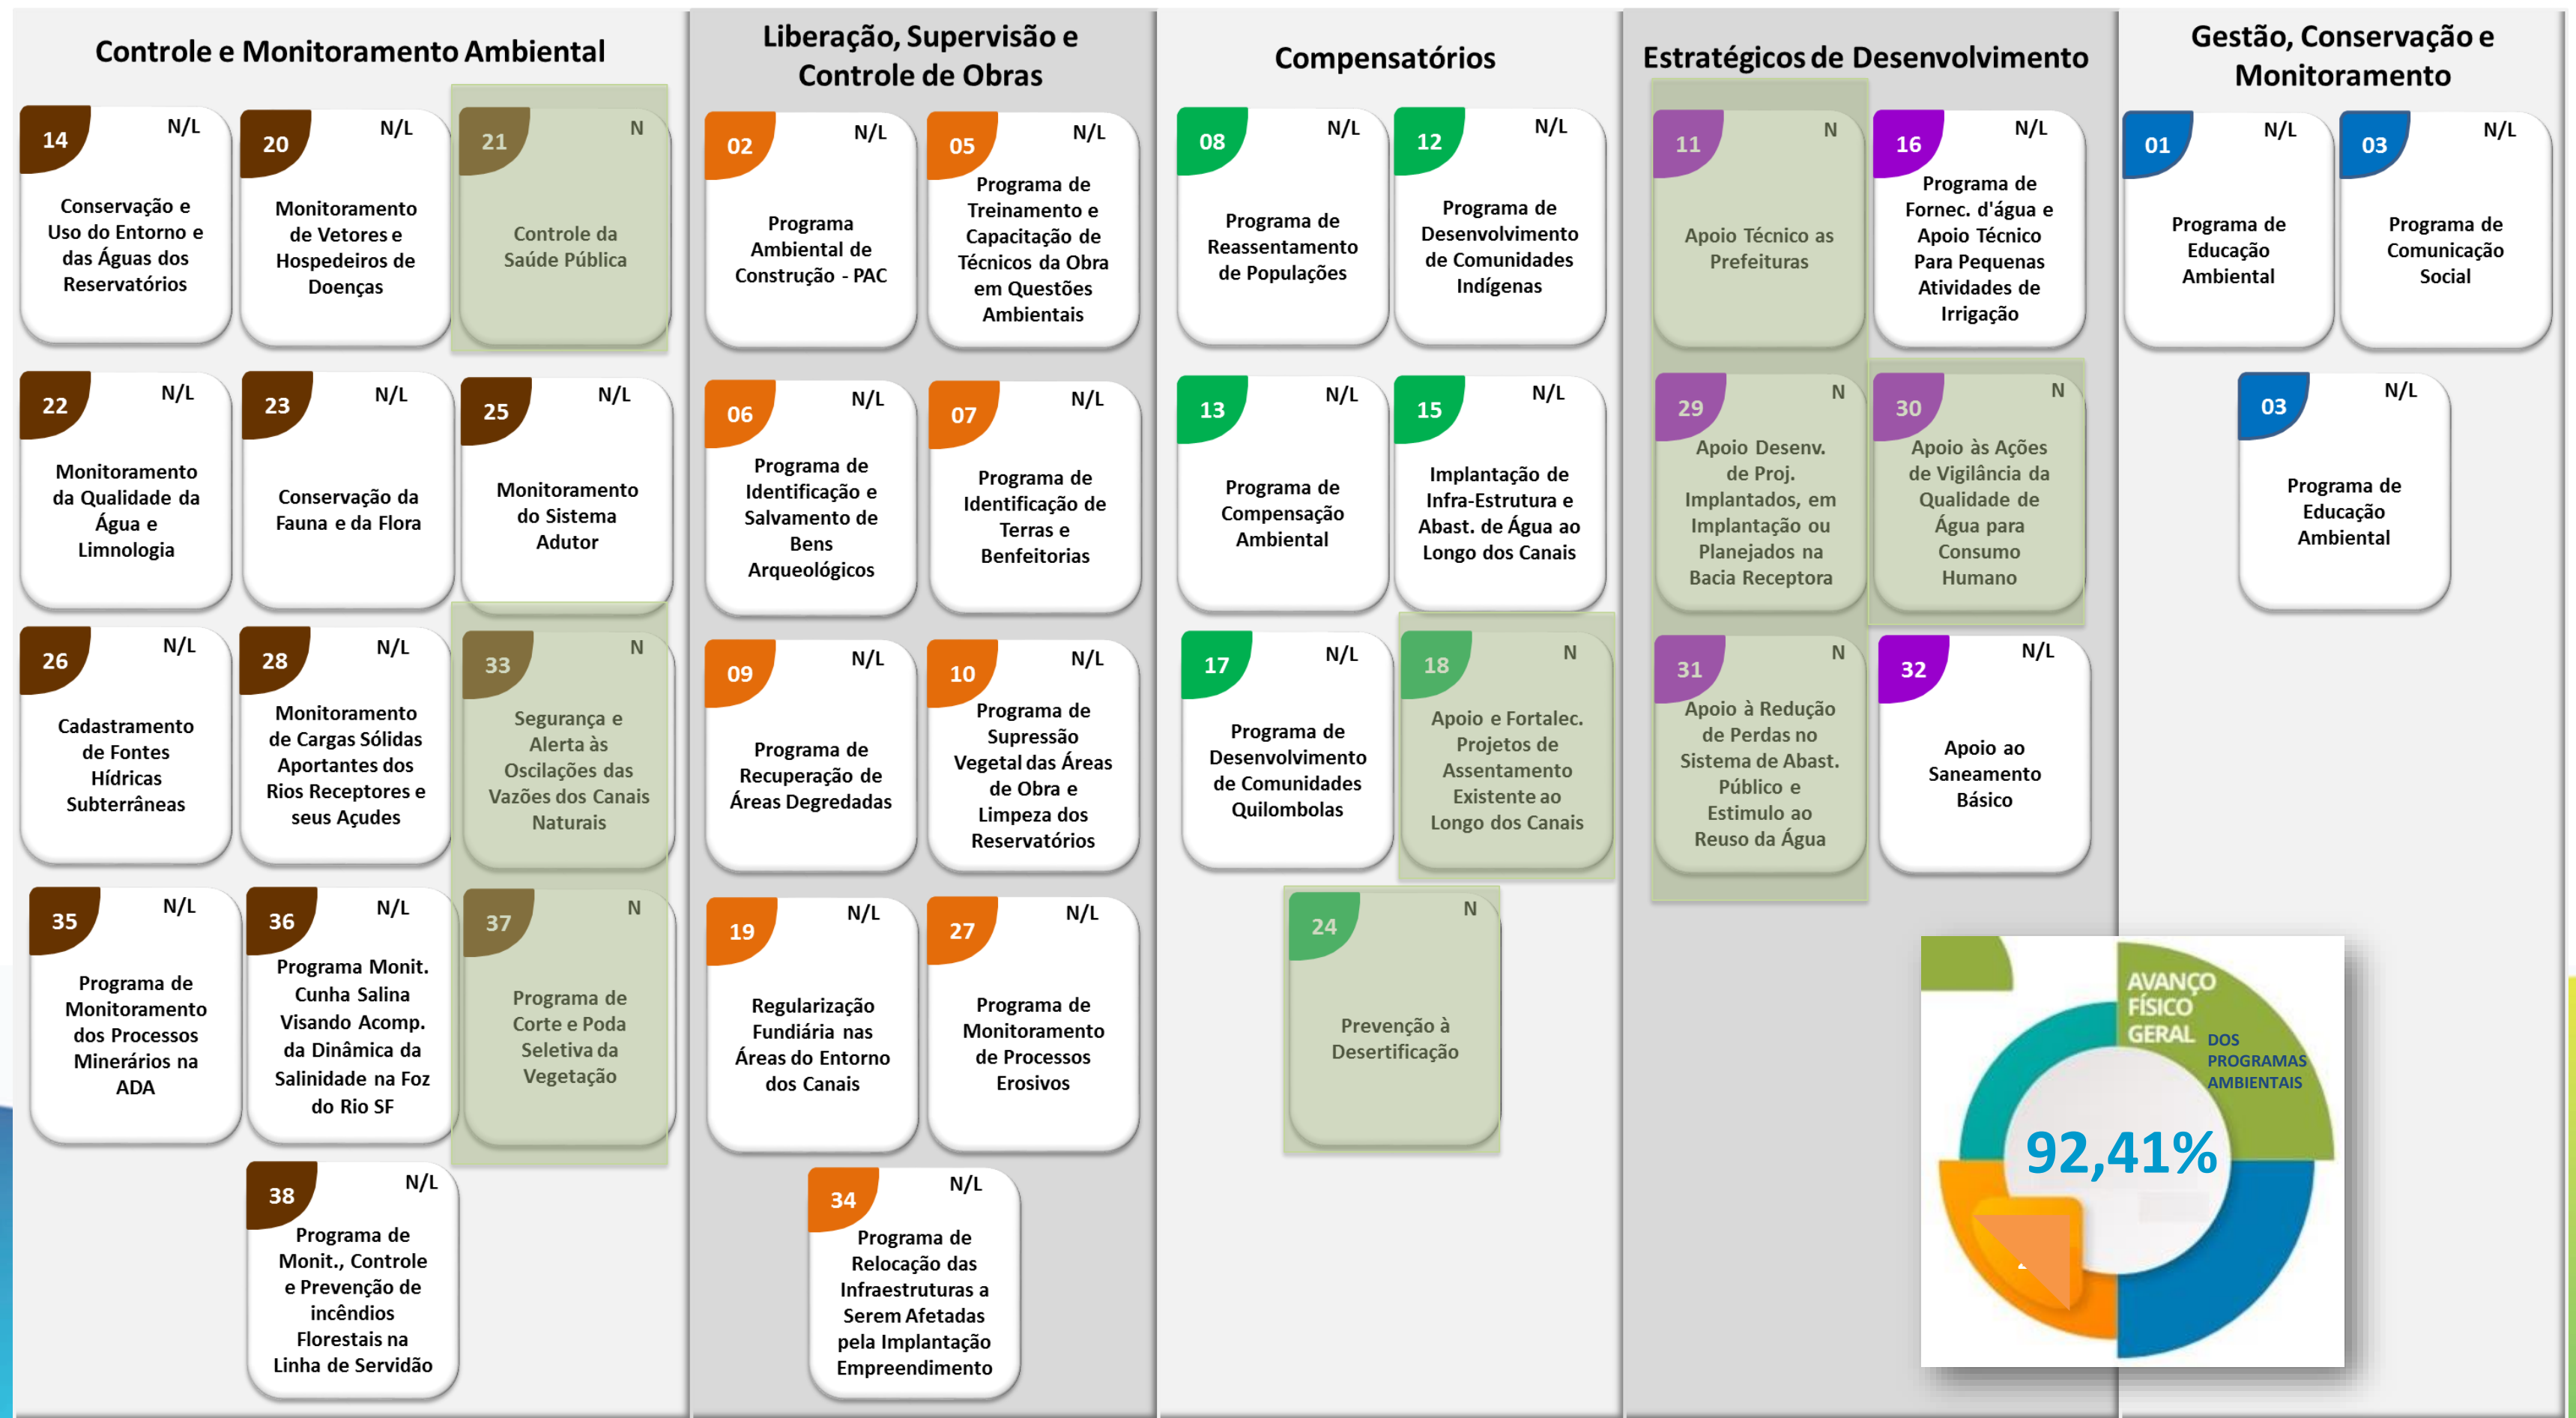 Controle e Monitoramento Ambiental
14
N/L
Conservação e
Uso do Entorno e
das Águas dos
Reservatórios
20
N/L
Monitoramento
de Vetores e
Hospedeiros de
Doenças
21
N
Controle da
Saúde Pública
22
N/L
Monitoramento
da Qualidade da
Água e
Limnologia
23
N/L
Conservação da
Fauna e da Flora
25
N/L
Monitoramento
do Sistema
Adutor
26
N/L
Cadastramento
de Fontes
Hídricas
Subterrâneas
28
N/L
Monitoramento
de Cargas Sólidas
Aportantes dos
Rios Receptores e
seus Açudes
33
N
Segurança e
Alerta às
Oscilações das
Vazões dos Canais
Naturais
35
N/L
Programa de
Monitoramento
dos Processos
Minerários na
ADA
36
N/L
Programa Monit.
Cunha Salina
Visando Acomp.
da Dinâmica da
Salinidade na Foz
do Rio SF
37
N
Programa de
Corte e Poda
Seletiva da
Vegetação
38
N/L
Programa de
Monit., Controle
e Prevenção de
incêndios
Florestais na
Linha de Servidão
Liberação, Supervisão e
Controle de Obras
02
N/L
Programa
Ambiental de
Construção - PAC
05
N/L
Programa de
Treinamento e
Capacitação de
Técnicos da Obra
em Questões
Ambientais
06
N/L
Programa de
Identificação e
Salvamento de
Bens
Arqueológicos
07
N/L
Programa de
Identificação de
Terras e
Benfeitorias
09
N/L
Programa de
Recuperação de
Áreas Degredadas
10
N/L
Programa de
Supressão
Vegetal das Áreas
de Obra e
Limpeza dos
Reservatórios
19
N/L
Regularização
Fundiária nas
Áreas do Entorno
dos Canais
27
N/L
Programa de
Monitoramento
de Processos
Erosivos
34
N/L
Programa de
Relocação das
Infraestruturas a
Serem Afetadas
pela Implantação
Empreendimento
Compensatórios
08
N/L
Programa de
Reassentamento
de Populações
12
N/L
Programa de
Desenvolvimento
de Comunidades
Indígenas
13
N/L
Programa de
Compensação
Ambiental
15
N/L
Implantação de
Infra-Estrutura e
Abast. de Água ao
Longo dos Canais
17
N/L
Programa de
Desenvolvimento
de Comunidades
Quilombolas
18
N
Apoio e Fortalec.
Projetos de
Assentamento
Existente ao
Longo dos Canais
24
N
Prevenção à
Desertificação
Estratégicos de Desenvolvimento
11
N
Apoio Técnico as
Prefeituras
16
N/L
Programa de
Fornec. d'água e
Apoio Técnico
Para Pequenas
Atividades de
Irrigação
29
N
Apoio Desenv.
de Proj.
Implantados, em
Implantação ou
Planejados na
Bacia Receptora
30
N
Apoio às Ações
de Vigilância da
Qualidade de
Água para
Consumo
Humano
31
N
Apoio à Redução
de Perdas no
Sistema de Abast.
Público e
Estimulo ao
Reuso da Água
32
N/L
Apoio ao
Saneamento
Básico
Gestão, Conservação e
Monitoramento
01
N/L
Programa de
Educação
Ambiental
03
N/L
Programa de
Comunicação
Social
03
N/L
Programa de
Educação
Ambiental
AVANÇO
FÍSICO
GERAL
DOS
PROGRAMAS
AMBIENTAIS
92,41%